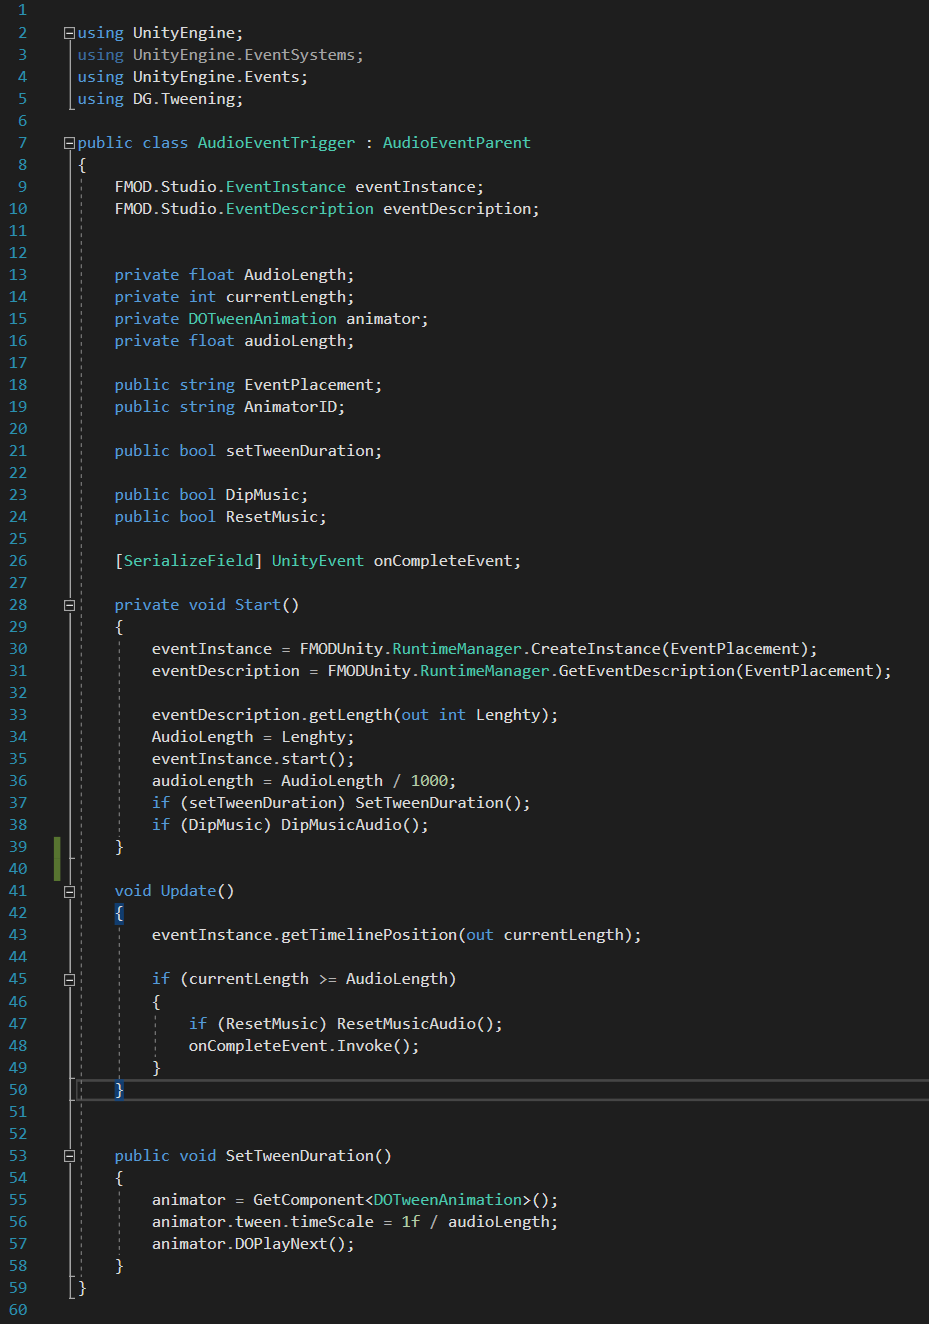 1
2 using UnityEngine;
3 using UnityEngine.EventSystems;
4 using UnityEngine.Events;
5 using DG.Tweening;
6
7 public class AudioEventTrigger : AudioEventParent
8 {
9 FMOD.Studio.EventInstance eventInstance;
10 FMOD.Studio.EventDescription eventDescription;
11
12
13 private float AudioLength;
14 private int currentLength;
15 private DOTweenAnimation animator;
16 private float audioLength;
17
18 public string EventPlacement;
19 public string AnimatorID;
20
21 public bool setTweenDuration;
22
23 public bool DipMusic;
24 public bool ResetMusic;
25
26 [SerializeField] UnityEvent onCompleteEvent;
27
28 private void Start()
29 {
30 eventInstance = FMODUnity.RuntimeManager.CreateInstance(EventPlacement);
31 eventDescription = FMODUnity.RuntimeManager.GetEventDescription(EventPlacement);
32
33 eventDescription.getLength(out int Lenghty);
34 AudioLength = Lenghty;
35 eventInstance.start();
36 audioLength = AudioLength / 1000;
37 if (setTweenDuration) SetTweenDuration();
38 if (DipMusic) DipMusicAudio();
39 }
40
41 void Update()
42 {
43 eventInstance.getTimelinePosition(out currentLength);
44
45 if (currentLength >= AudioLength)
46 {
47 if (ResetMusic) ResetMusicAudio();
48 onCompleteEvent.Invoke();
49 }
50 }
51
52
53 public void SetTweenDuration()
54 {
55 animator = GetComponent<DOTweenAnimation>();
56 animator.tween.timeScale = 1f / audioLength;
57 animator.DOPlayNext();
58 }
59 }
60